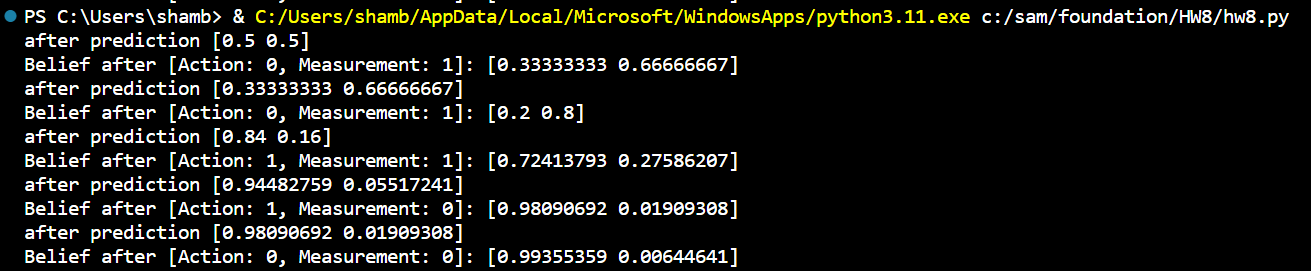 PS C:\Users\shamb> & C:/Users/shamb/AppData/Local/Microsoft/WindowsApps/python3.11.exe c:/sam/foundation/HW8/hw8.py
after prediction [0.5 0.5]
Belief after [Action: 0, Measurement: 1]: [0.33333333 0.66666667]
after prediction [0.33333333 0.66666667]
Belief after [Action: 0, Measurement: 1]: [0.2 0.8]
after prediction [0.84 0.16]
Belief after [Action: 1, Measurement: 1]: [0.72413793 0.27586207]
after prediction [0.94482759 0.05517241]
Belief after [Action: 1, Measurement: 0]: [0.98090692 0.01909308]
after prediction [0.98090692 0.01909308]
Belief after [Action: 0, Measurement: 0]: [0.99355359 0.00644641]